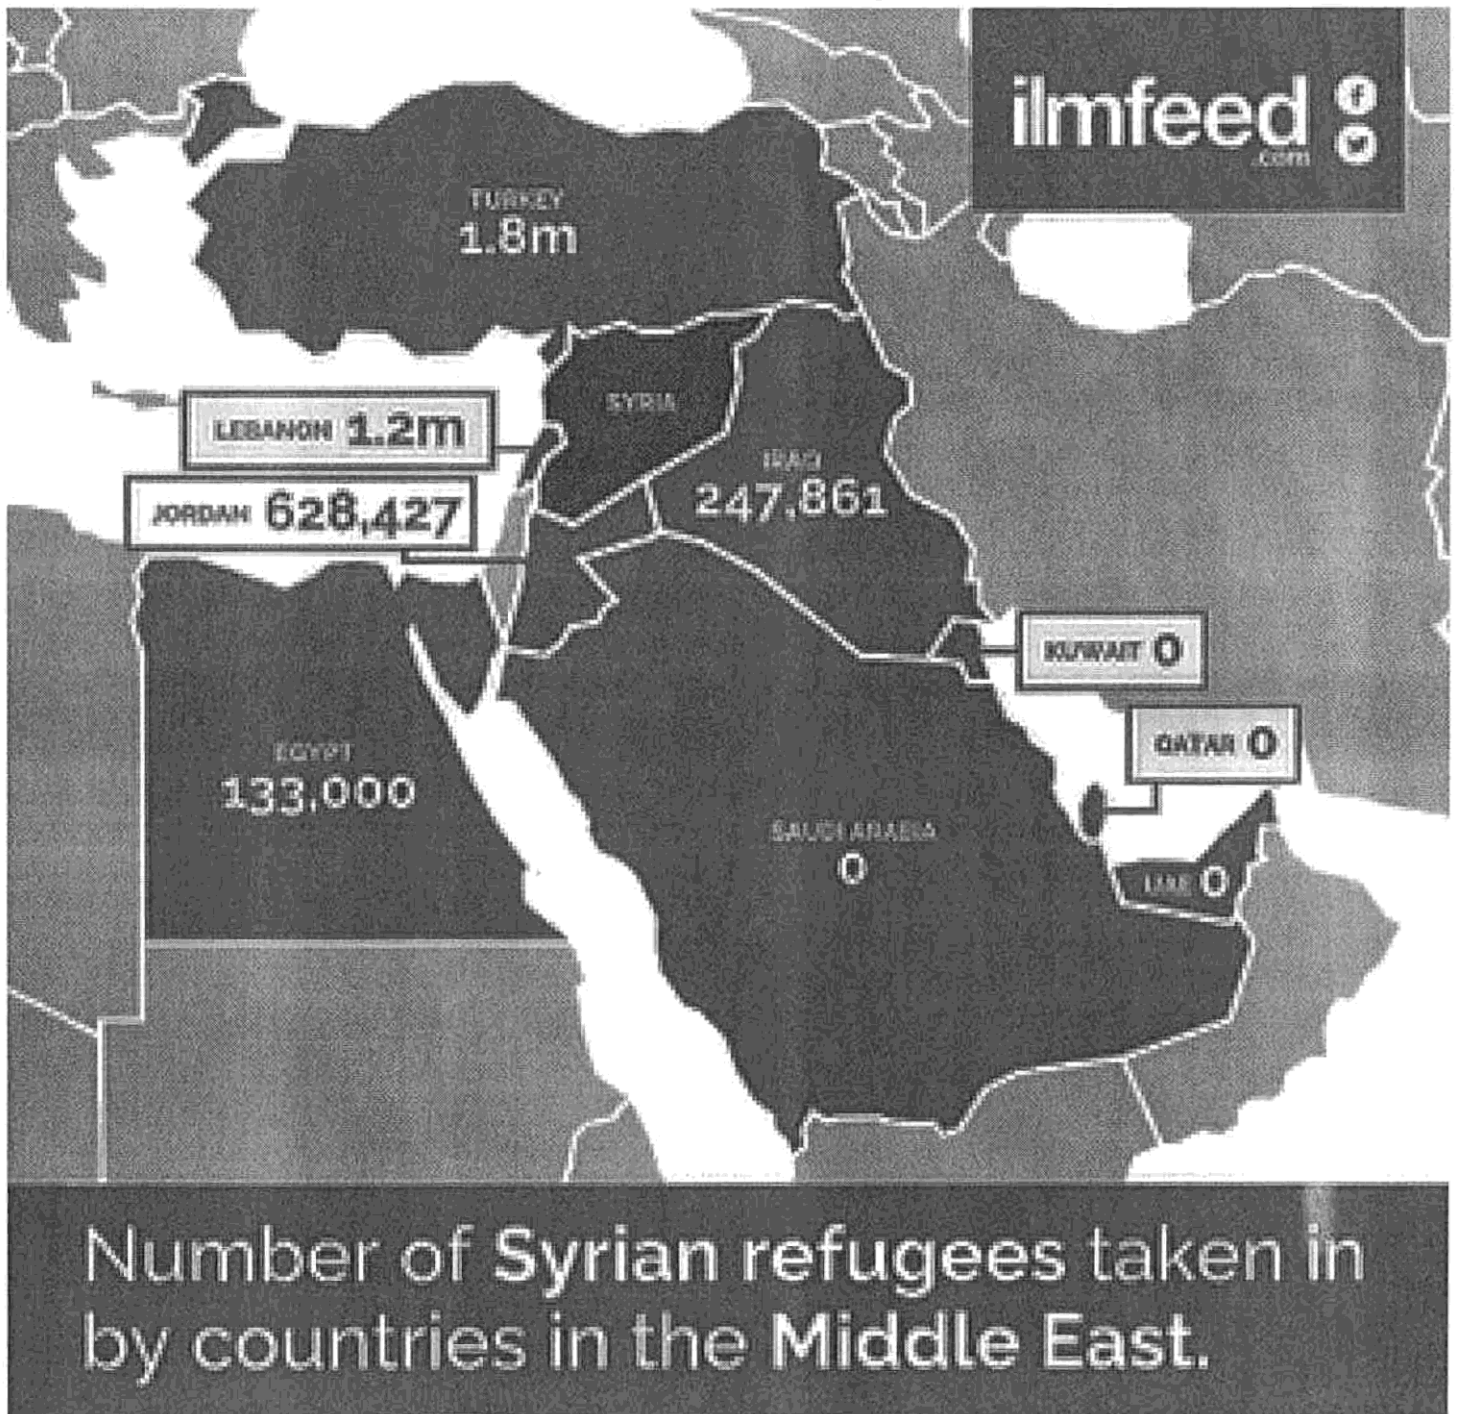 ilmfeed
.com
TURKEY
1.8m
SYRIA
LEBANON 1.2m
IRAQ
247,861
JORDAN 628,427
KUWAIT 0
QATAR 0
EGYPT
133,000
SAUDI ARABIA
0
UAE 0
Number of Syrian refugees taken in
by countries in the Middle East.